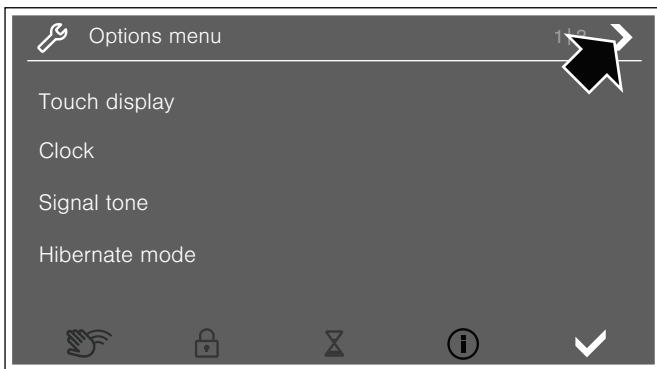 Options menu
Touch display
Clock
Signal tone
Hibernate mode